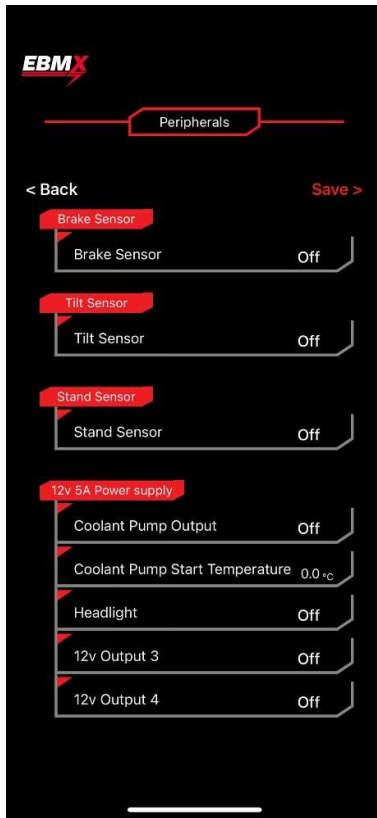 EBMX
Peripherals
< Back Save >
Brake Sensor
Brake Sensor Off
Tilt Sensor
Tilt Sensor Off
Stand Sensor
Stand Sensor Off
12v 5A Power supply
Coolant Pump Output Off
Coolant Pump Start Temperature 0.0 °C
Headlight Off
12v Output 3 Off
12v Output 4 Off